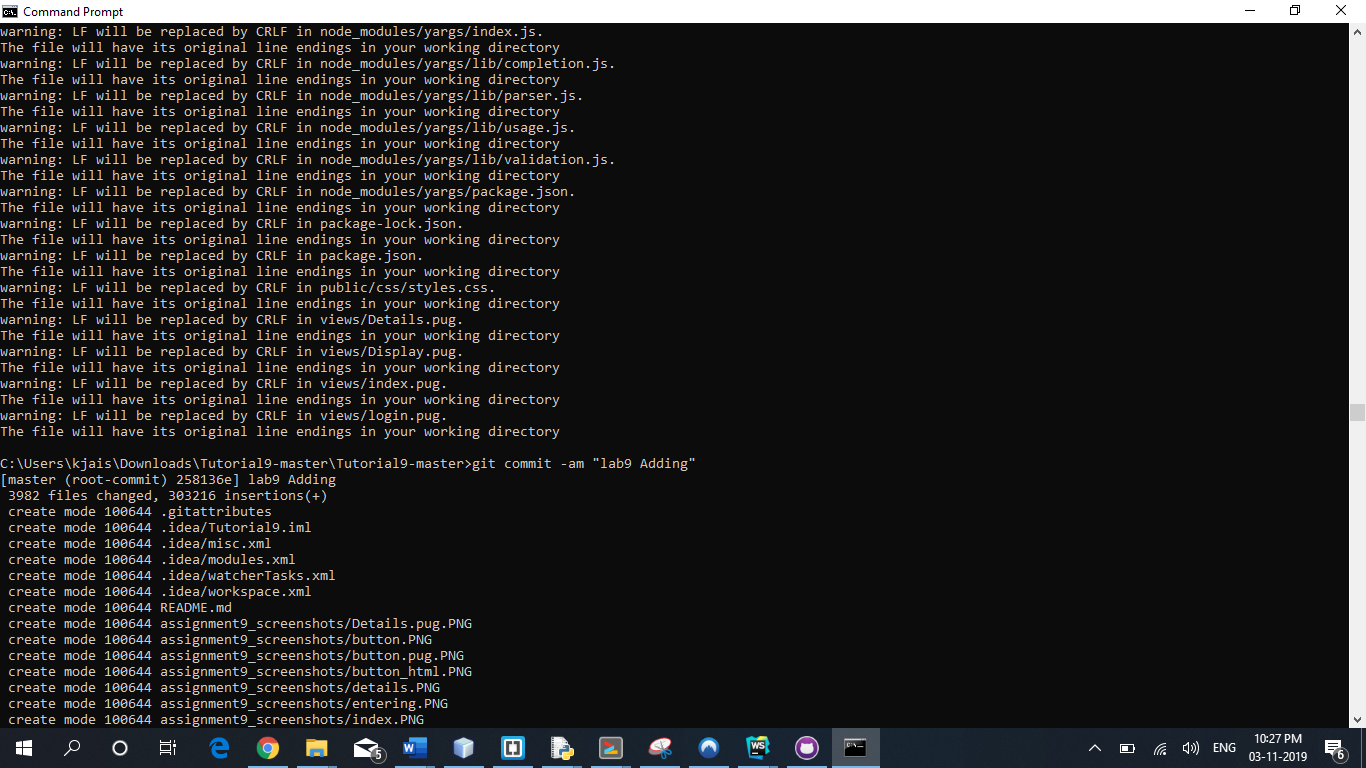 Command Prompt
warning: LF will be replaced by CRLF in node_modules/yargs/index.js.
The file will have its original line endings in your working directory
warning: LF will be replaced by CRLF in node_modules/yargs/lib/completion.js.
The file will have its original line endings in your working directory
warning: LF will be replaced by CRLF in node_modules/yargs/lib/parser.js.
The file will have its original line endings in your working directory
warning: LF will be replaced by CRLF in node_modules/yargs/lib/usage.js.
The file will have its original line endings in your working directory
warning: LF will be replaced by CRLF in node_modules/yargs/lib/validation.js.
The file will have its original line endings in your working directory
warning: LF will be replaced by CRLF in node_modules/yargs/package.json.
The file will have its original line endings in your working directory
warning: LF will be replaced by CRLF in package-lock.json.
The file will have its original line endings in your working directory
warning: LF will be replaced by CRLF in package.json.
The file will have its original line endings in your working directory
warning: LF will be replaced by CRLF in public/css/styles.css.
The file will have its original line endings in your working directory
warning: LF will be replaced by CRLF in views/Details.pug.
The file will have its original line endings in your working directory
warning: LF will be replaced by CRLF in views/Display.pug.
The file will have its original line endings in your working directory
warning: LF will be replaced by CRLF in views/index.pug.
The file will have its original line endings in your working directory
warning: LF will be replaced by CRLF in views/login.pug.
The file will have its original line endings in your working directory
C:\Users\kjais\Downloads\Tutorial9-master\Tutorial9-master>git commit -am "lab9 Adding"
[master (root-commit) 258136e] lab9 Adding
3982 files changed, 303216 insertions(+)
create mode 100644 .gitattributes
create mode 100644 .idea/Tutorial9.iml
create mode 100644 .idea/misc.xml
create mode 100644 .idea/modules.xml
create mode 100644 .idea/watcherTasks.xml
create mode 100644 .idea/workspace.xml
create mode 100644 README.md
create mode 100644 assignment9_screenshots/Details.pug.PNG
create mode 100644 assignment9_screenshots/button.PNG
create mode 100644 assignment9_screenshots/button.pug.PNG
create mode 100644 assignment9_screenshots/button_html.PNG
create mode 100644 assignment9_screenshots/details.PNG
create mode 100644 assignment9_screenshots/entering.PNG
create mode 100644 assignment9_screenshots/index.PNG
5
WS
ENG
10:27 PM
03-11-2019
6